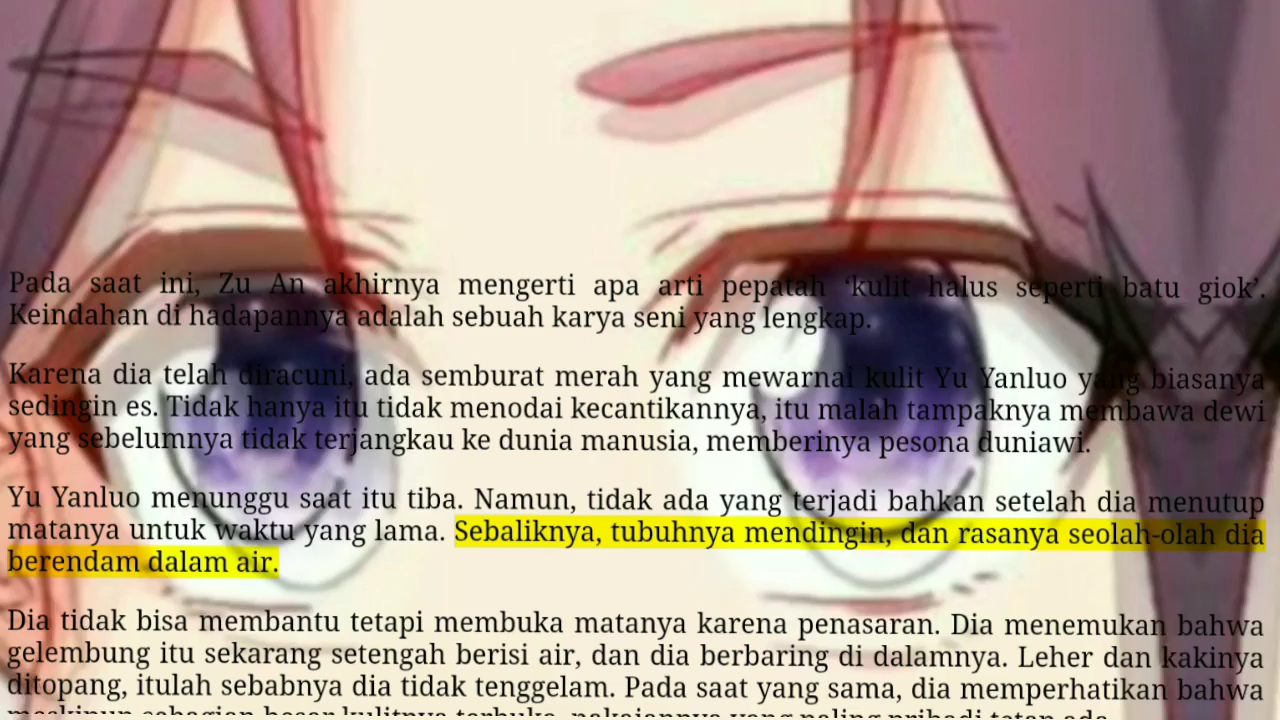 Pada saat ini, Zu An akhirnya mengerti apa arti pepatah ‘kulit halus seperti batu giok’.
Keindahan di hadapannya adalah sebuah karya seni yang lengkap.
Karena dia telah diracuni, ada semburat merah yang mewarnai kulit Yu Yanluo yang biasanya
sedingin es. Tidak hanya itu tidak menodai kecantikannya, itu malah tampaknya membawa dewi
yang sebelumnya tidak terjangkau ke dunia manusia, memberinya pesona duniawi.
Yu Yanluo menunggu saat itu tiba. Namun, tidak ada yang terjadi bahkan setelah dia menutup
matanya untuk waktu yang lama. Sebaliknya, tubuhnya mendingin, dan rasanya seolah-olah dia
berendam dalam air.
Dia tidak bisa membantu tetapi membuka matanya karena penasaran. Dia menemukan bahwa
gelembung itu sekarang setengah berisi air, dan dia berbaring di dalamnya. Leher dan kakinya
ditopang, itulah sebabnya dia tidak tenggelam. Pada saat yang sama, dia memperhatikan bahwa